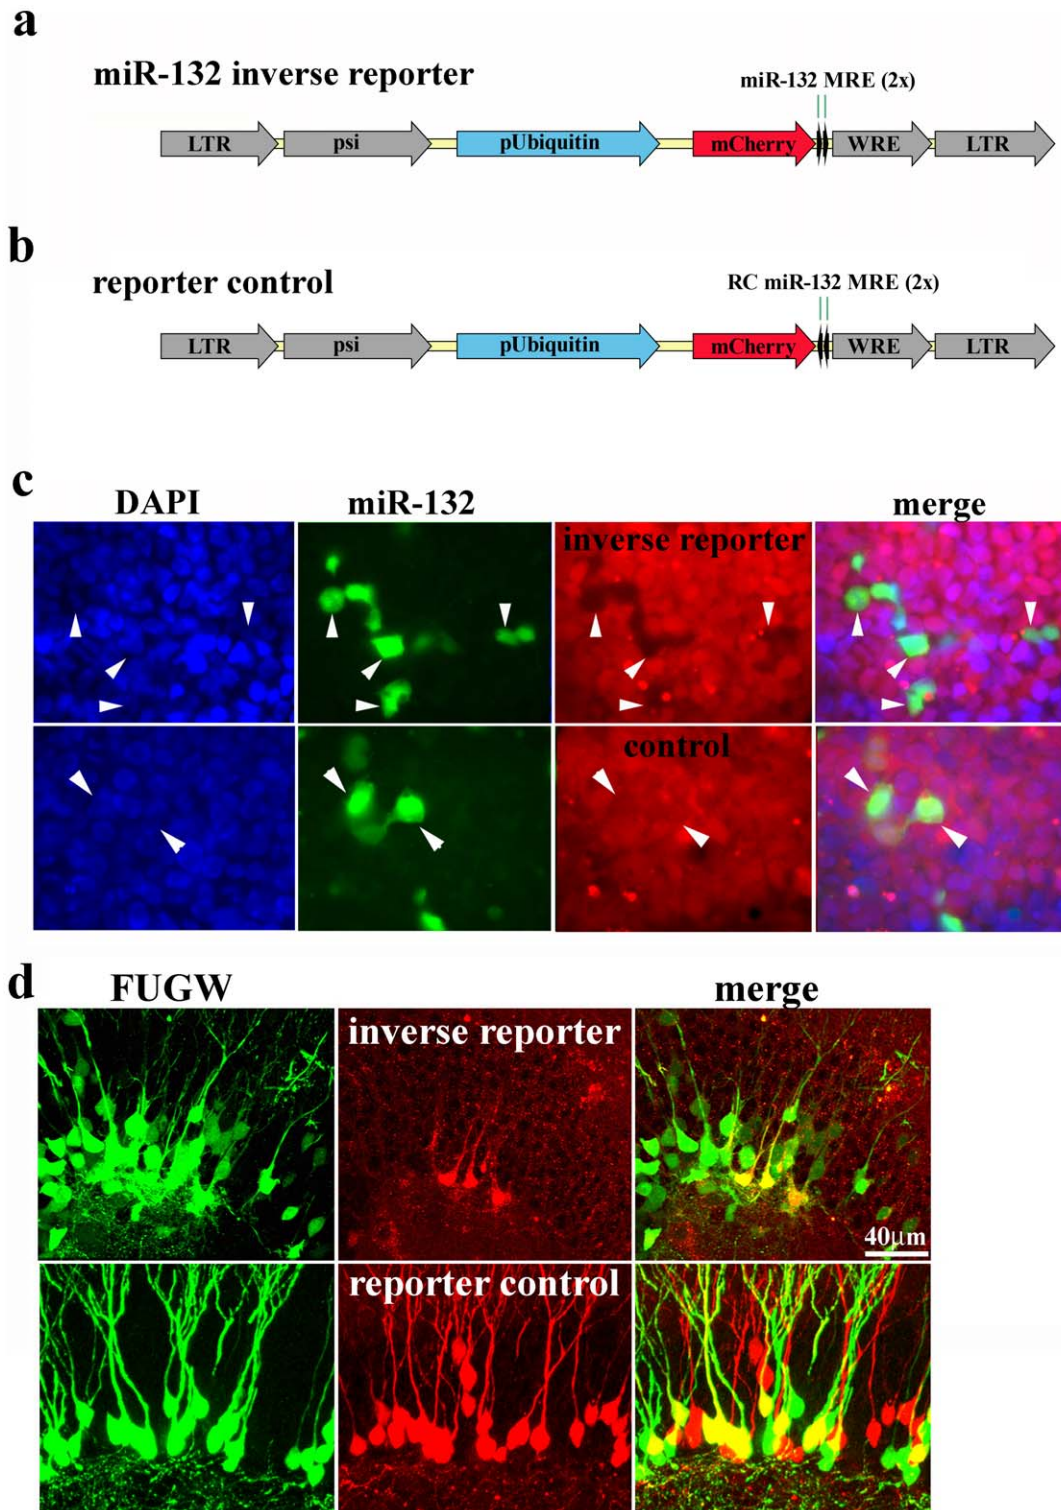 a
miR-132 inverse reporter
miR-132 MRE (2x)
LTR psi pUbiquitin mCherry WRE LTR
b
reporter control
RC miR-132 MRE (2x)
LTR psi pUbiquitin mCherry WRE LTR
c
DAPI miR-132 merge
inverse reporter
control
d
FUGW merge
inverse reporter
40μm
reporter control